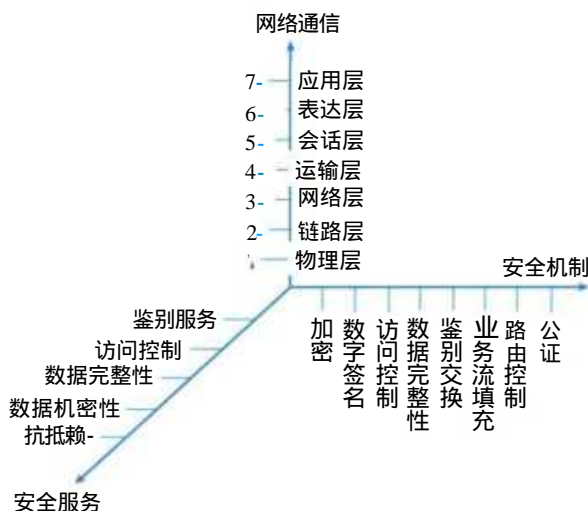 网络通信
7- 应用层
6- 表达层
5- 会话层
4- 运输层
3- 网络层
2- 链路层
物理层
安全机制
加密
数字签名
访问控制
数据完整性
鉴别交换
业务流填充
路由控制
公证
鉴别服务
访问控制
数据完整性
数据机密性
抗抵赖-
安全服务